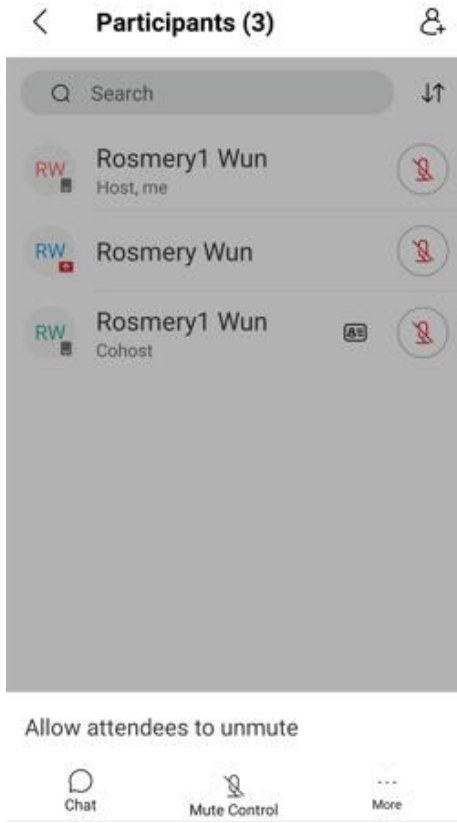 Participants (3)
Search
RW
Rosmery1 Wun
Host, me
RW
Rosmery Wun
RW
Rosmery1 Wun
Cohost
Allow attendees to unmute
Chat
Mute Control
More